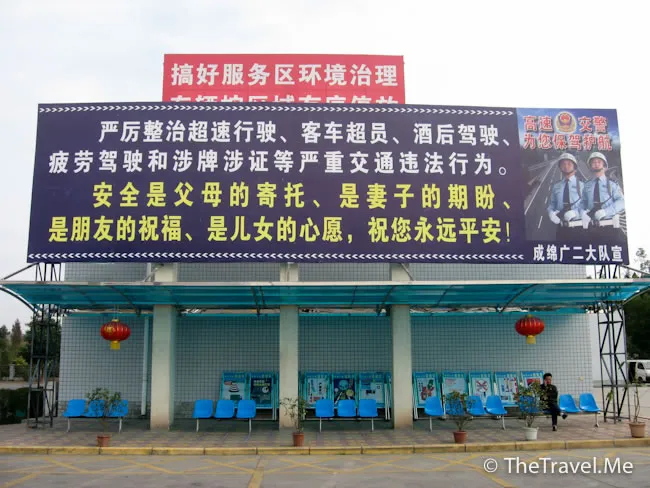 搞好服务区环境治理
严厉整治超速行驶、客车超员、酒后驾驶、
疲劳驾驶和涉牌涉证等严重交通违法行为。
安全是父母的寄托、是妻子的期盼、
是朋友的祝福、是儿女的心愿，祝您永远平安！
高速 交警
为您保驾护航
成绵广二大队宣
© TheTravel.Me